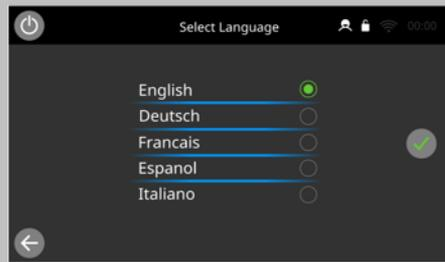 Select Language
00:00
English
Deutsch
Francais
Espanol
Italiano